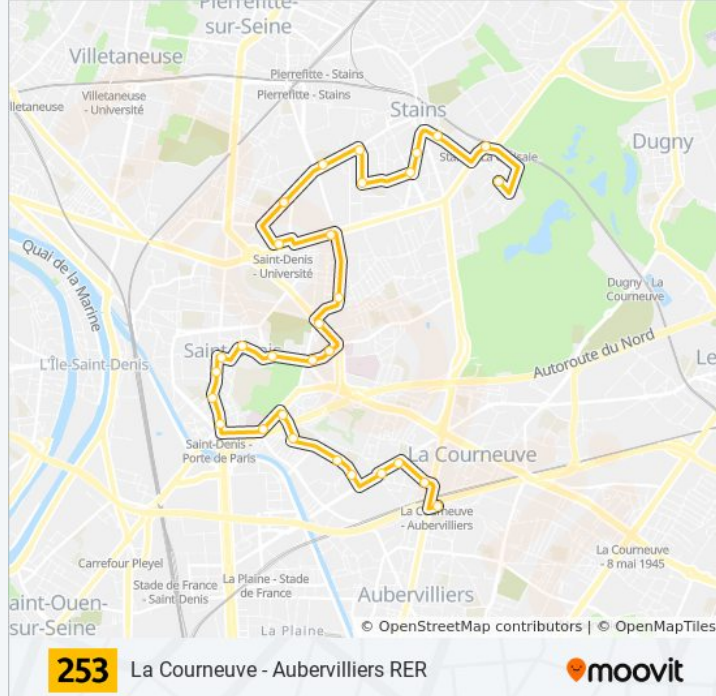 Pierrefitte-
sur-Seine
Villetaneuse
Pierrefitte - Stains
Pierrefitte - Stains
Villetaneuse
- Université
lletaneuse
Stains
Dugny
Quai de la Marine
Saint-Denis
- Université
Dugny - La
Courneuve
L'Île-Saint-Denis
Autoroute du Nord
Le
Saint-Denis -
Porte de Paris
La Courneuve
La Courneuve
- Aubervilliers
La Courneuve
- 8 mai 1945
Carrefour Pleyel
Stade de France
- Saint-Denis
La Plaine - Stade
de France
Aubervilliers
aint-Ouen-
sur-Seine
La Plaine
© OpenStreetMap contributors | © OpenMapTiles
253
La Courneuve - Aubervilliers RER
moovit